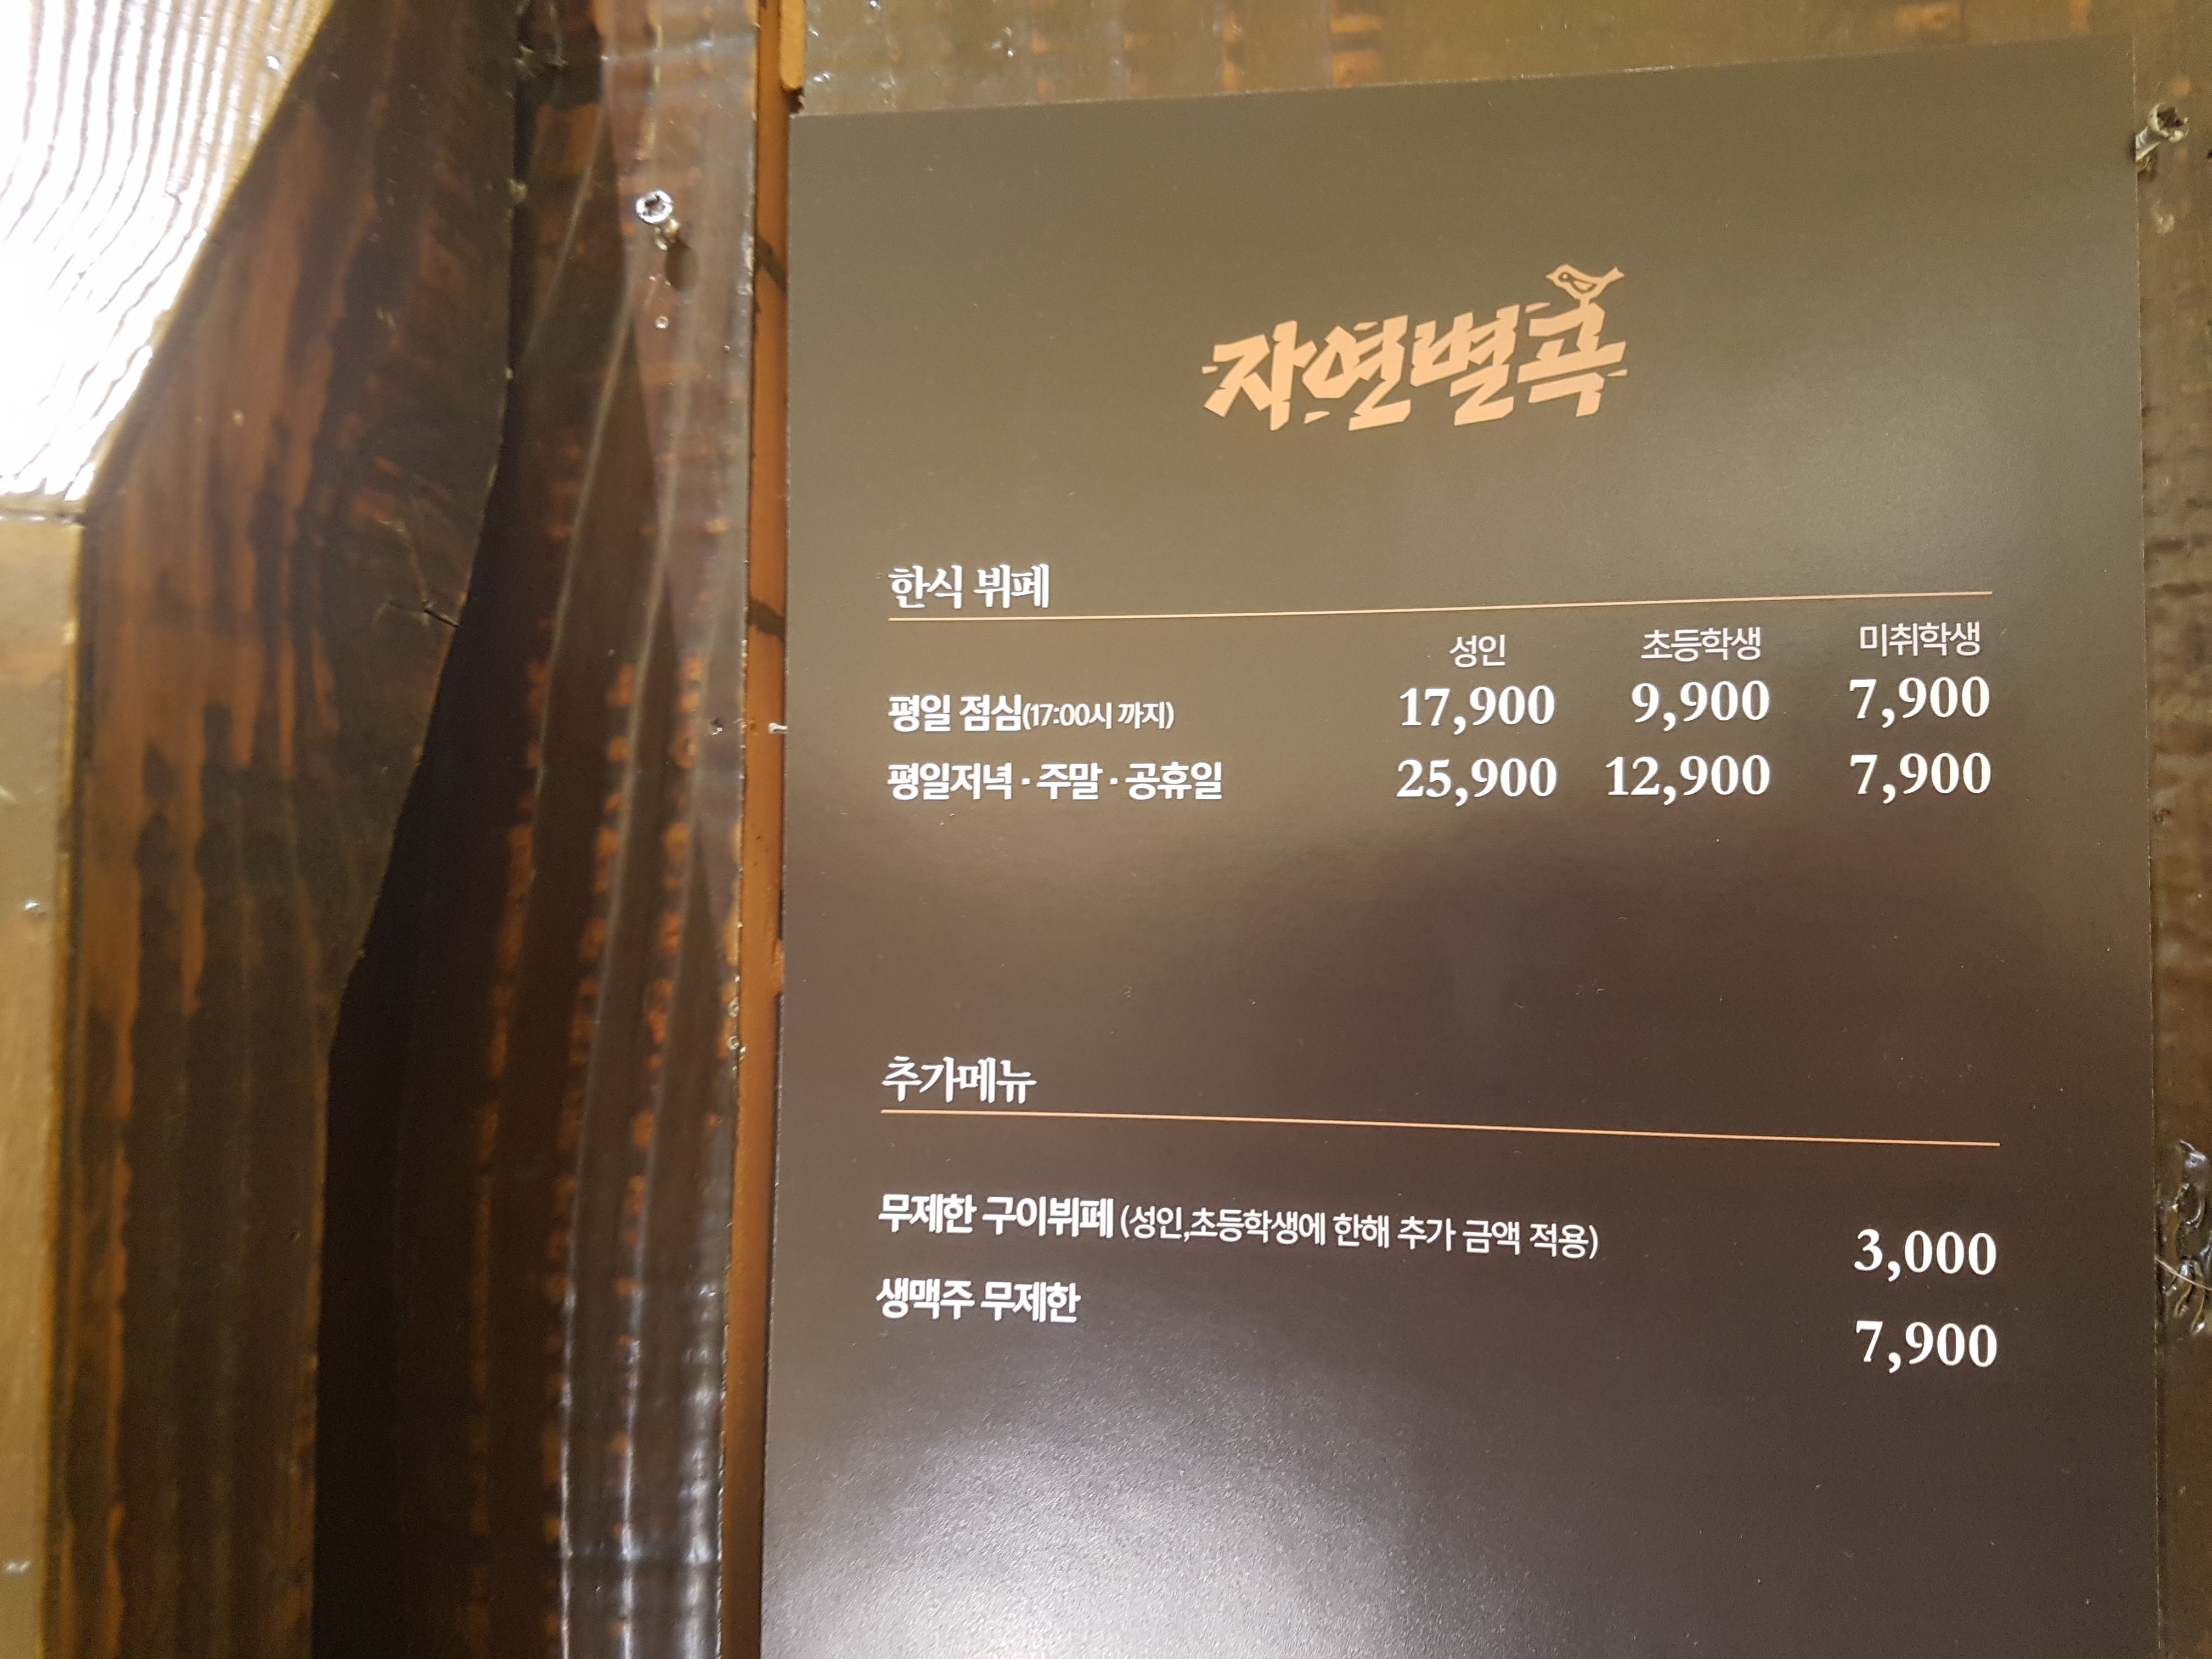 자연별곡
한식 뷔페
성인 초등학생 미취학생
평일 점심(17:00시 까지) 17,900 9,900 7,900
평일저녁 · 주말 · 공휴일 25,900 12,900 7,900
추가메뉴
무제한 구이뷔페 (성인,초등학생에 한해 추가 금액 적용) 3,000
생맥주 무제한 7,900